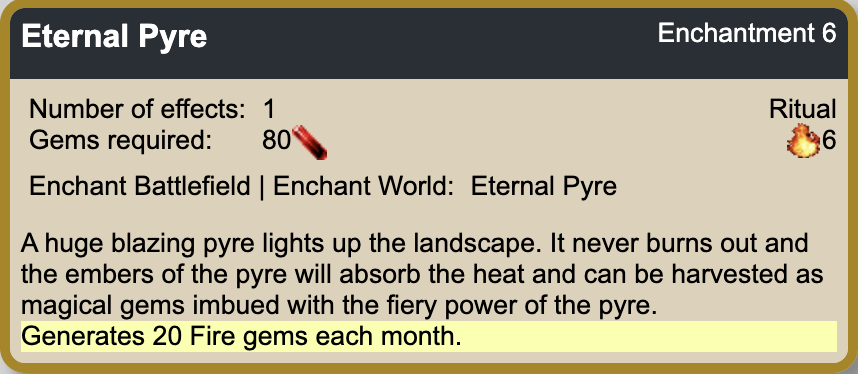 Eternal Pyre Enchantment 6
Number of effects: 1 Ritual
Gems required: 80 6
Enchant Battlefield | Enchant World: Eternal Pyre
A huge blazing pyre lights up the landscape. It never burns out and
the embers of the pyre will absorb the heat and can be harvested as
magical gems imbued with the fiery power of the pyre.
Generates 20 Fire gems each month.